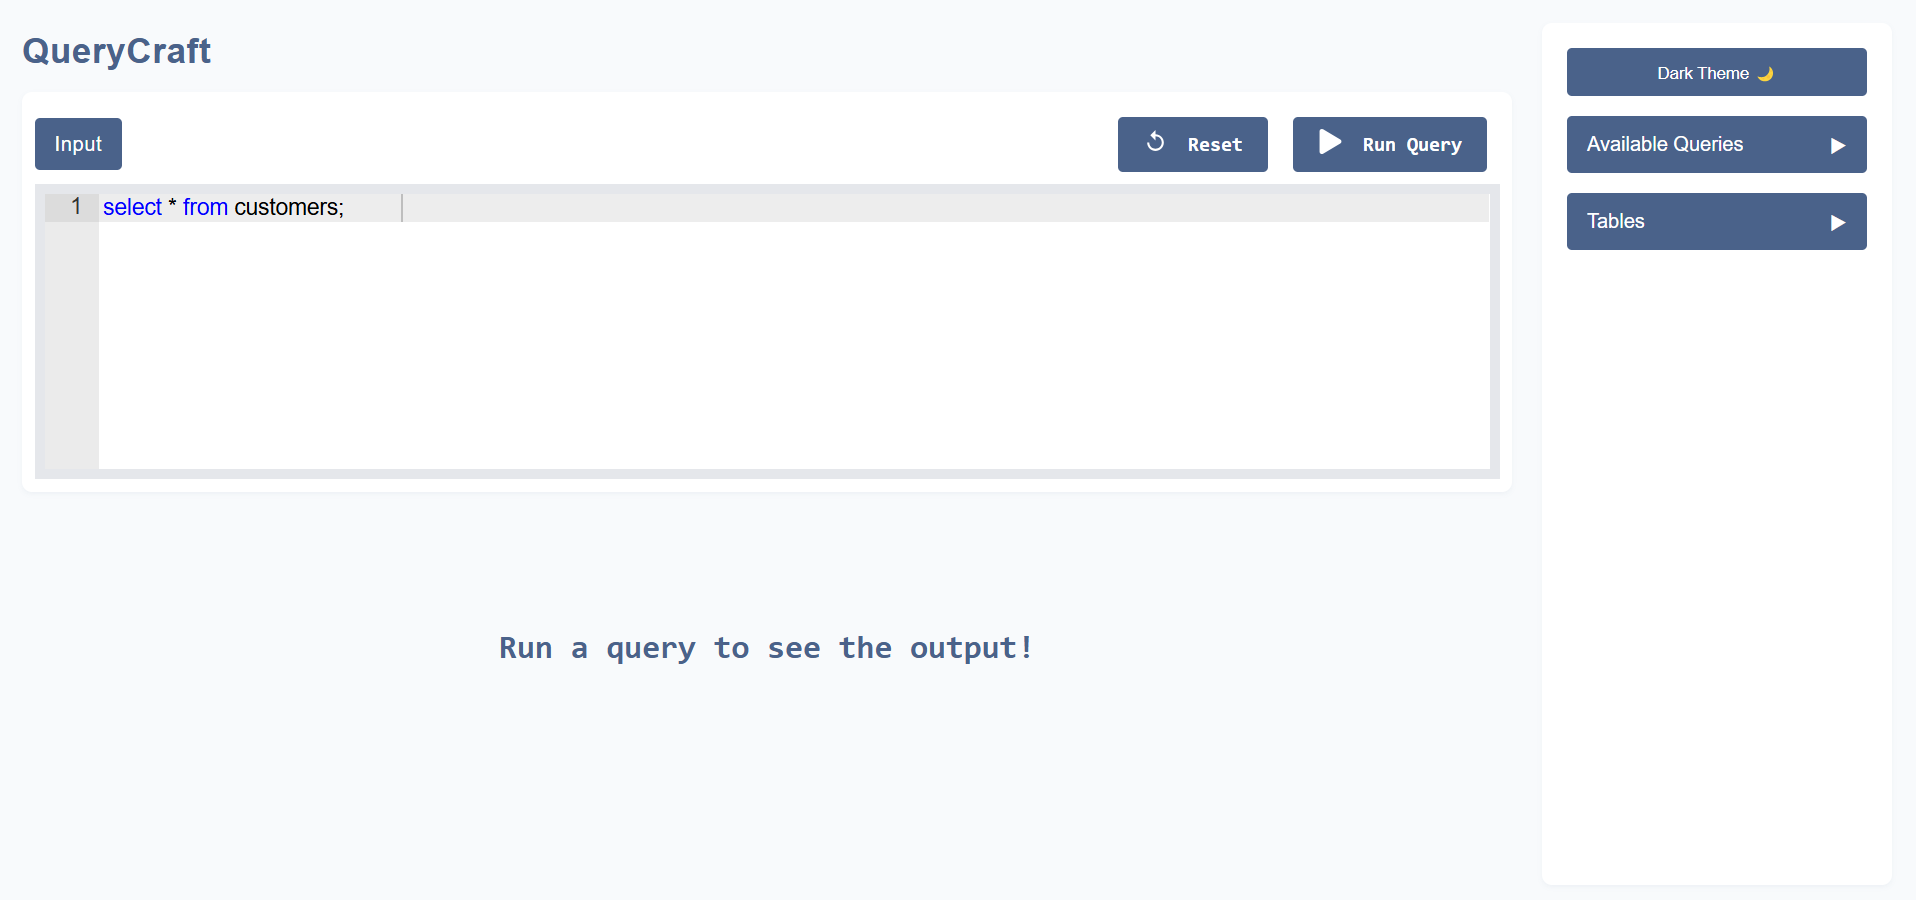 QueryCraft
Input
Reset
Run Query
1 select * from customers;
Run a query to see the output!
Dark Theme 🌙
Available Queries
Tables